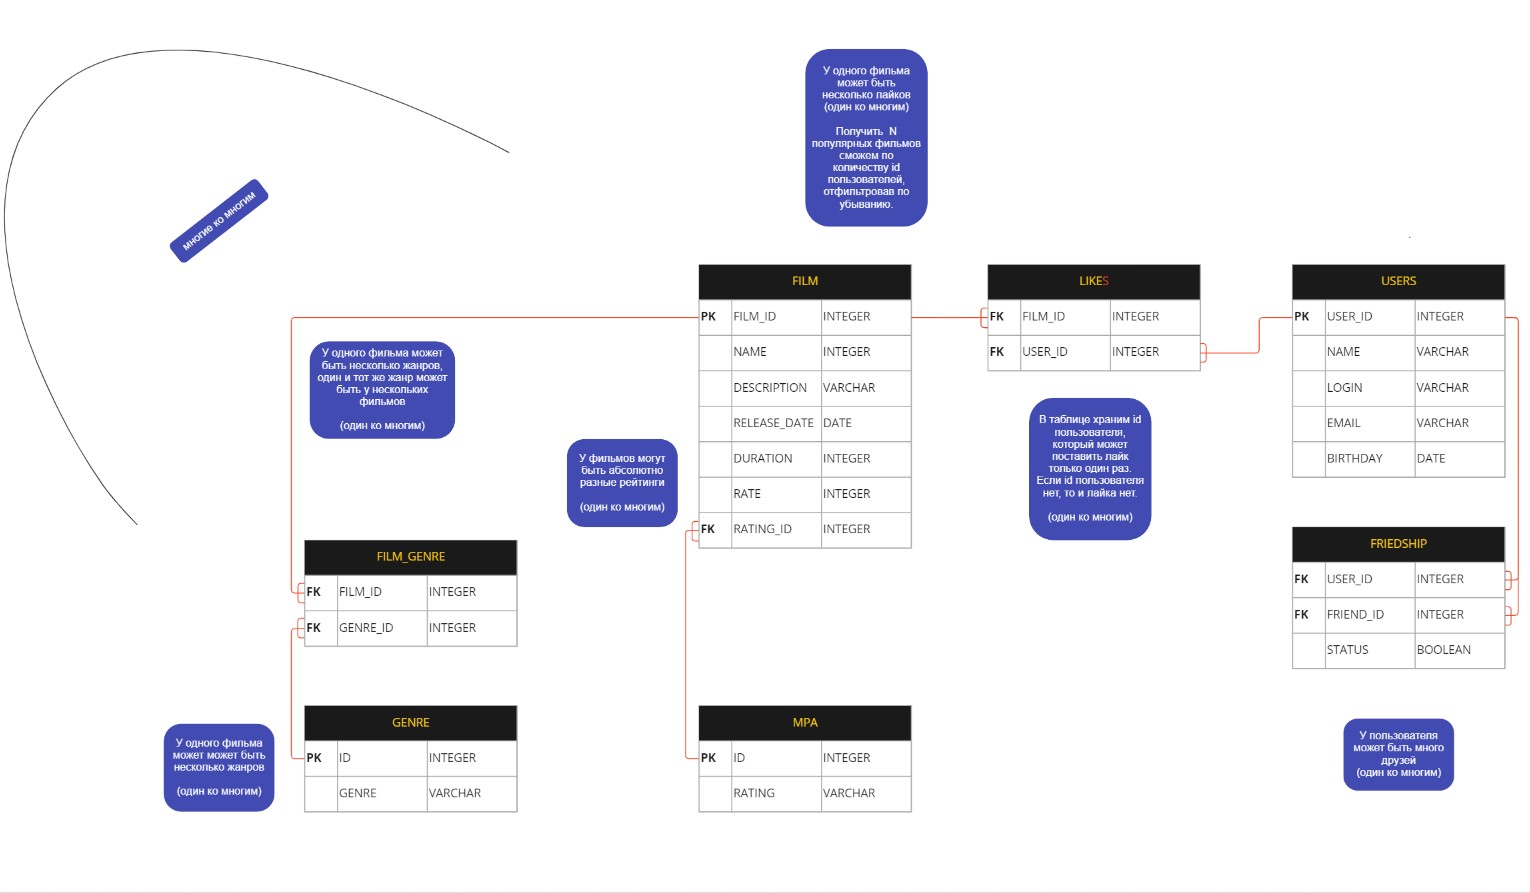 У одного фильма
может быть
несколько лайков
(один ко многим)
Получить N
популярных фильмов
сможем по
количеству id
пользователей,
отфильтровав по
убыванию.
многие ко многим
FILM
PK FILM_ID INTEGER
NAME INTEGER
DESCRIPTION VARCHAR
RELEASE_DATE DATE
DURATION INTEGER
RATE INTEGER
FK RATING_ID INTEGER
LIKES
FK FILM_ID INTEGER
FK USER_ID INTEGER
USERS
PK USER_ID INTEGER
NAME VARCHAR
LOGIN VARCHAR
EMAIL VARCHAR
BIRTHDAY DATE
У одного фильма может
быть несколько жанров,
один и тот же жанр может
быть у нескольких
фильмов
(один ко многим)
У фильмов могут
быть абсолютно
разные рейтинги
(один ко многим)
В таблице храним id
пользователя,
который может
поставить лайк
только один раз.
Если id пользователя
нет, то и лайка нет.
(один ко многим)
FILM_GENRE
FK FILM_ID INTEGER
FK GENRE_ID INTEGER
FRIEDSHIP
FK USER_ID INTEGER
FK FRIEND_ID INTEGER
STATUS BOOLEAN
У одного фильма
может может быть
несколько жанров
(один ко многим)
GENRE
PK ID INTEGER
GENRE VARCHAR
MPA
PK ID INTEGER
RATING VARCHAR
У пользователя
может быть много
друзей
(один ко многим)